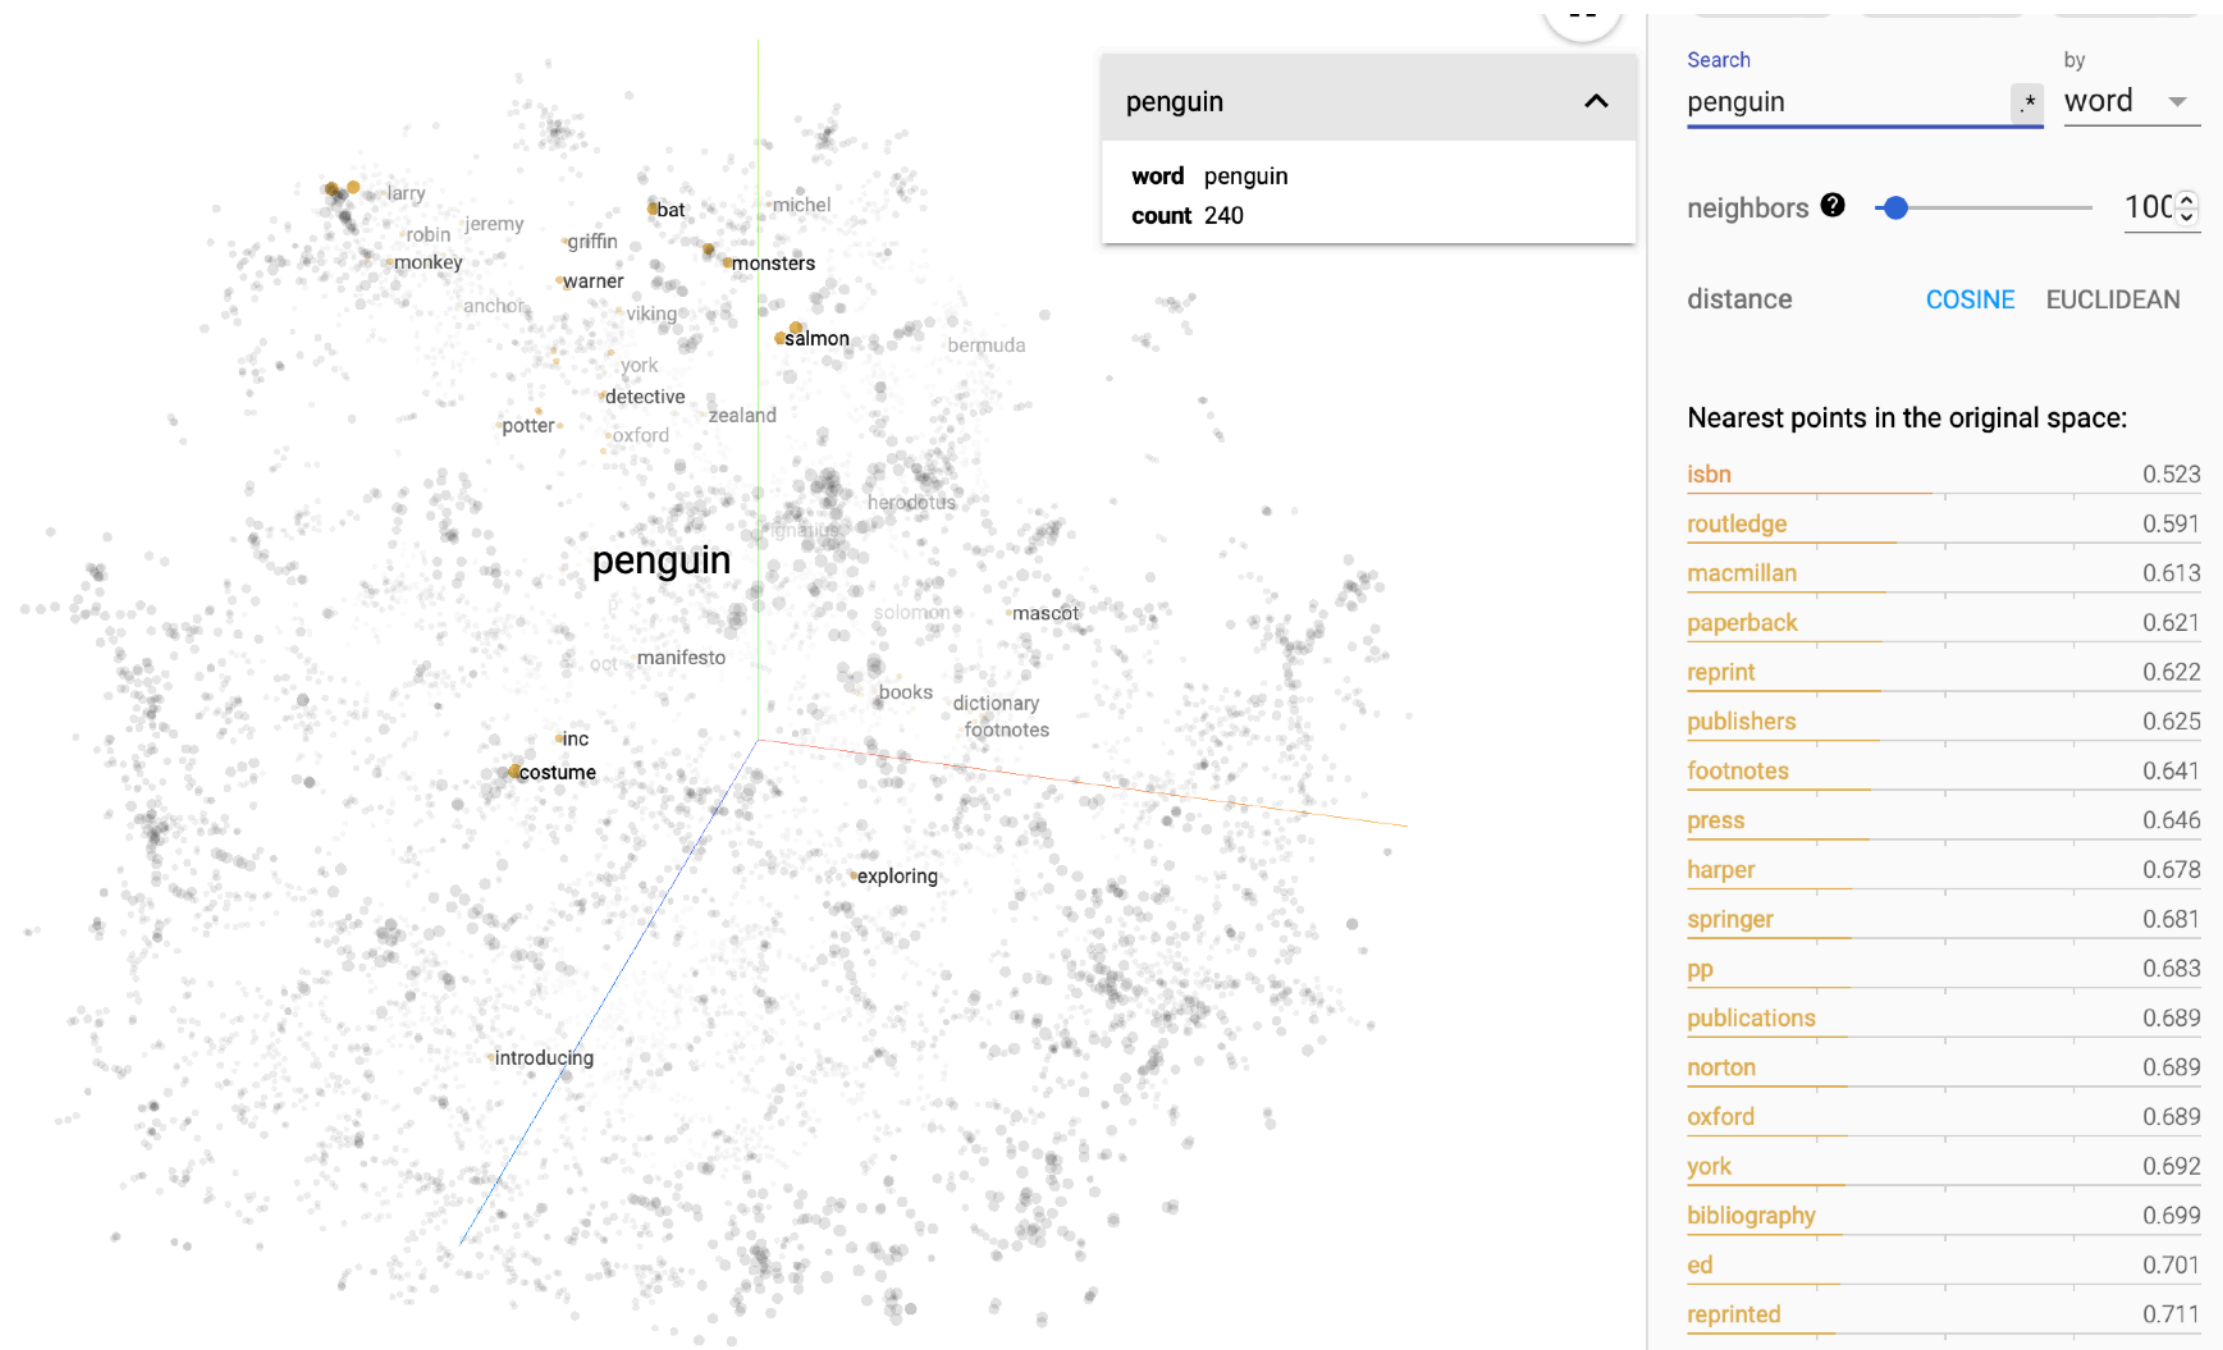 penguin
word penguin
count 240
larry
bat
michel
robin
jeremy
griffin
monkey
monsters
warner
anchor
viking
salmon
bermuda
york
detective
potter
zealand
oxford
herodotus
ignatius
penguin
p
solomon
mascot
oct
manifesto
books
dictionary
footnotes
inc
costume
exploring
introducing
Search
by
penguin
.*
word
neighbors
?
100
distance
COSINE
EUCLIDEAN
Nearest points in the original space:
isbn 0.523
routledge 0.591
macmillan 0.613
paperback 0.621
reprint 0.622
publishers 0.625
footnotes 0.641
press 0.646
harper 0.678
springer 0.681
pp 0.683
publications 0.689
norton 0.689
oxford 0.689
york 0.692
bibliography 0.699
ed 0.701
reprinted 0.711